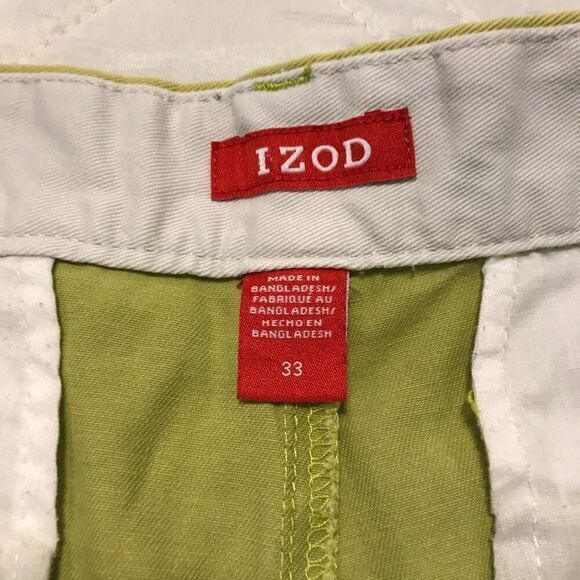 IZOD
MADE IN
BANGLADESH/
FABRIQUE AU
BANGLADESH/
HECHO EN
BANGLADESH
33